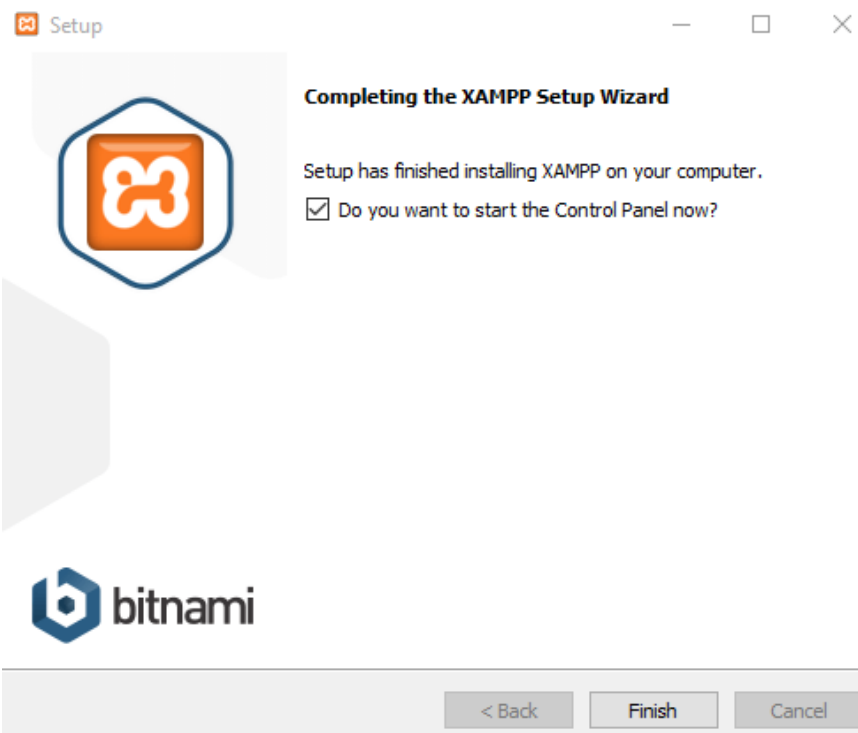 Setup
Completing the XAMPP Setup Wizard
Setup has finished installing XAMPP on your computer.
Do you want to start the Control Panel now?
bitnami
< Back
Finish
Cancel